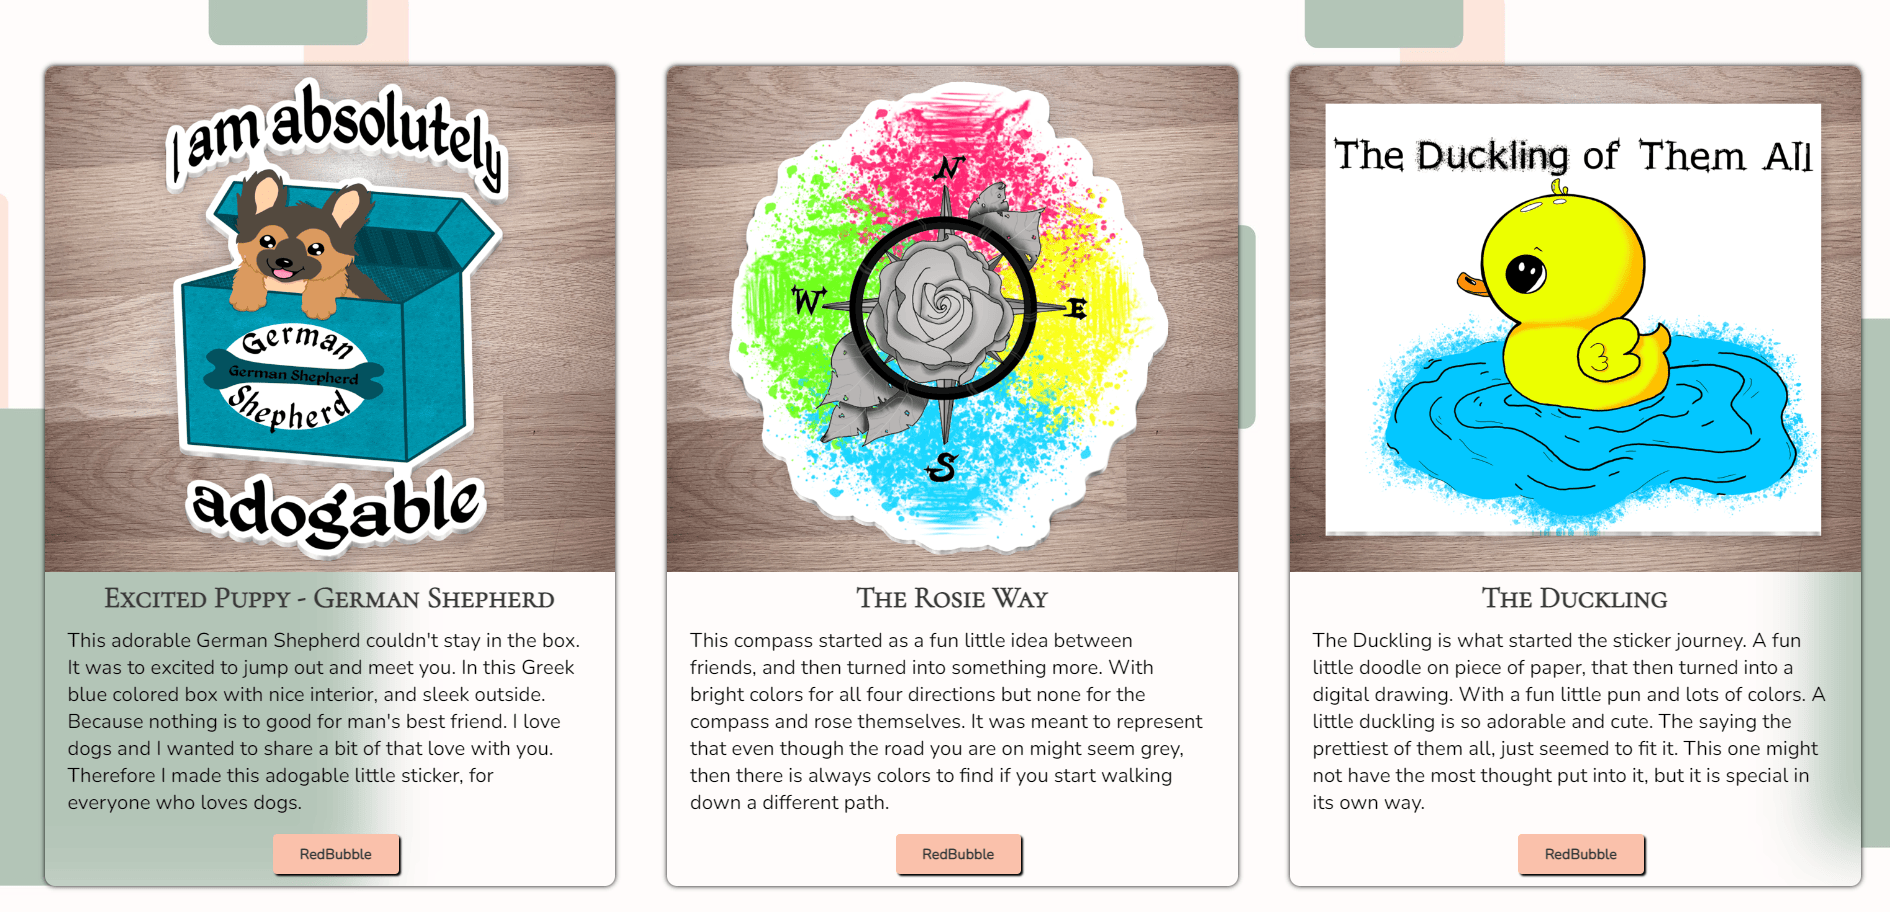 I am absolutely
German
German Shepherd
Shepherd
adogable
Excited Puppy - German Shepherd
This adorable German Shepherd couldn't stay in the box.
It was to excited to jump out and meet you. In this Greek
blue colored box with nice interior, and sleek outside.
Because nothing is to good for man's best friend. I love
dogs and I wanted to share a bit of that love with you.
Therefore I made this adogable little sticker, for
everyone who loves dogs.
RedBubble
N
W
E
S
The Rosie Way
This compass started as a fun little idea between
friends, and then turned into something more. With
bright colors for all four directions but none for the
compass and rose themselves. It was meant to represent
that even though the road you are on might seem grey,
then there is always colors to find if you start walking
down a different path.
RedBubble
The Duckling of Them All
The Duckling
The Duckling is what started the sticker journey. A fun
little doodle on piece of paper, that then turned into a
digital drawing. With a fun little pun and lots of colors. A
little duckling is so adorable and cute. The saying the
prettiest of them all, just seemed to fit it. This one might
not have the most thought put into it, but it is special in
its own way.
RedBubble